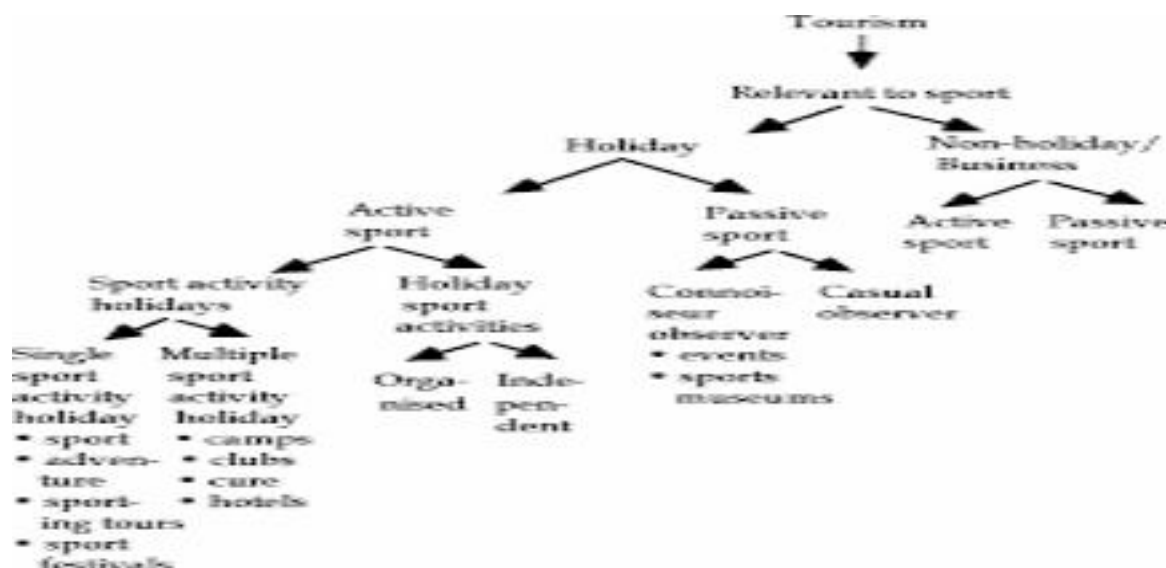 Tourism
Relevant to sport
Holiday
Non-holiday/
Business
Active
sport
Passive
sport
Active
sport
Passive
sport
Sport activity
holidays
Holiday
sport
activities
Connoi-
seur
observer
• events
• sports
museums
Casual
observer
Single
sport
activity
holiday
• sport
• adven-
ture
• sport-
ing tours
• sport
festivals
Multiple
sport
activity
holiday
• camps
• clubs
• cure
• hotels
Orga-
nised
Inde-
pen-
dent